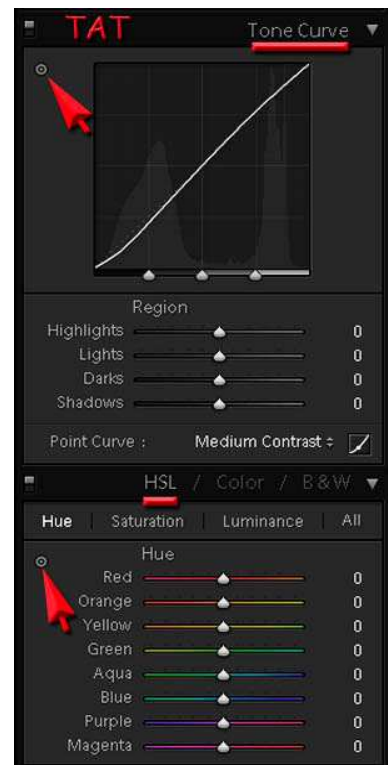 TAT Tone Curve
Region
Highlights 0
Lights 0
Darks 0
Shadows 0
Point Curve : Medium Contrast
HSL / Color / B & W
Hue Saturation Luminance All
Hue
Red 0
Orange 0
Yellow 0
Green 0
Aqua 0
Blue 0
Purple 0
Magenta 0